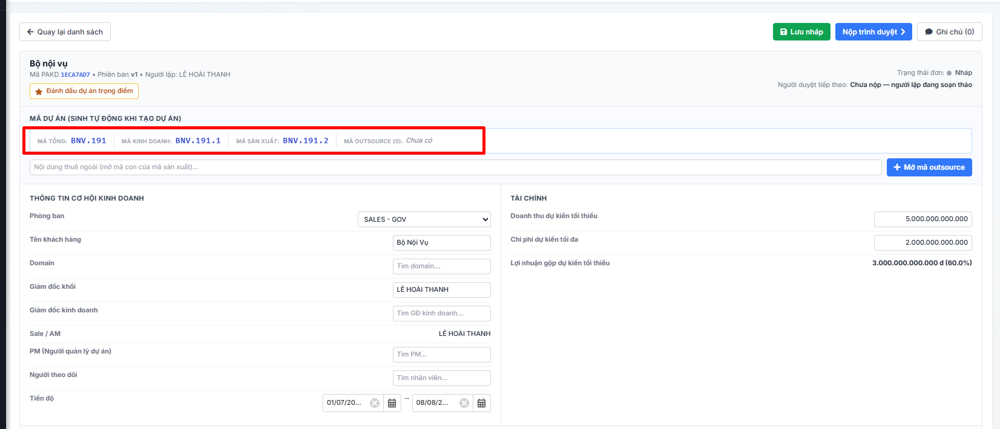 Quay lại danh sách
Lưu nháp
Nộp trình duyệt
Ghi chú (0)
Bộ nội vụ
Mã PAKD 1ECA7AD7 • Phiên bản v1 • Người lập: LÊ HOÀI THANH
Trạng thái đơn: Nháp
Đánh dấu dự án trọng điểm
Người duyệt tiếp theo: Chưa nộp — người lập đang soạn thảo
MÃ DỰ ÁN (SINH TỰ ĐỘNG KHI TẠO DỰ ÁN)
MÃ TỔNG: BNV.191
MÃ KINH DOANH: BNV.191.1
MÃ SẢN XUẤT: BNV.191.2
MÃ OUTSOURCE (0): Chưa có
Nội dung thuê ngoài (mở mã con của mã sản xuất)...
Mở mã outsource
THÔNG TIN CƠ HỘI KINH DOANH
Phòng ban
SALES - GOV
Tên khách hàng
Bộ Nội Vụ
Domain
Tìm domain...
Giám đốc khối
LÊ HOÀI THANH
Giám đốc kinh doanh
Tìm GĐ kinh doanh...
Sale / AM
LÊ HOÀI THANH
PM (Người quản lý dự án)
Tìm PM...
Người theo dõi
Tìm nhân viên...
Tiến độ
01/07/20... → 08/08/2...
TÀI CHÍNH
Doanh thu dự kiến tối thiểu
5.000.000.000.000
Chi phí dự kiến tối đa
2.000.000.000.000
Lợi nhuận gộp dự kiến tối thiểu
3.000.000.000.000 đ (60.0%)